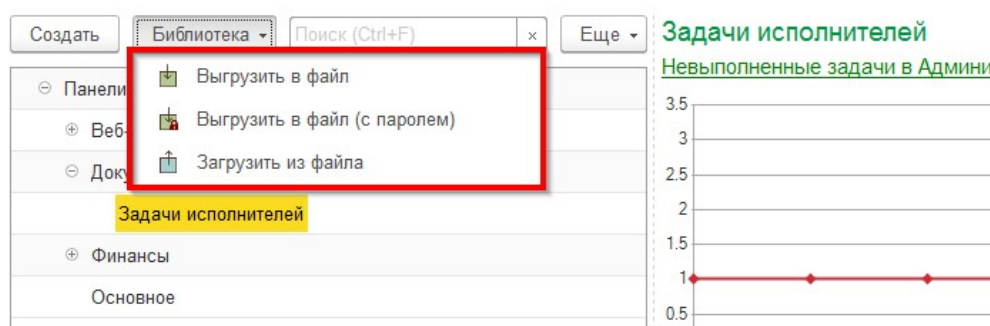 Создать
Библиотека
Поиск (Ctrl+F)
×
Еще
Выгрузить в файл
Выгрузить в файл (с паролем)
Загрузить из файла
Панели
Веб-
Доку
Задачи исполнителей
Финансы
Основное
Задачи исполнителей
Невыполненные задачи в Админи
3.5
3
2.5
2
1.5
1
0.5